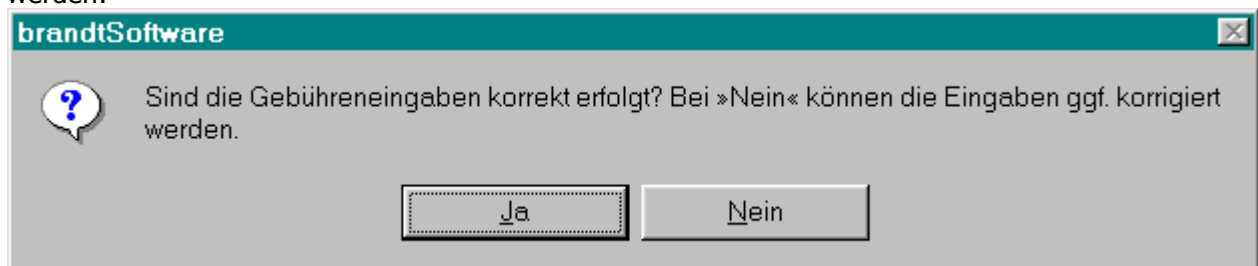 werden.
brandtSoftware
Sind die Gebühreneingaben korrekt erfolgt? Bei »Nein« können die Eingaben ggf. korrigiert
werden.
Ja
Nein